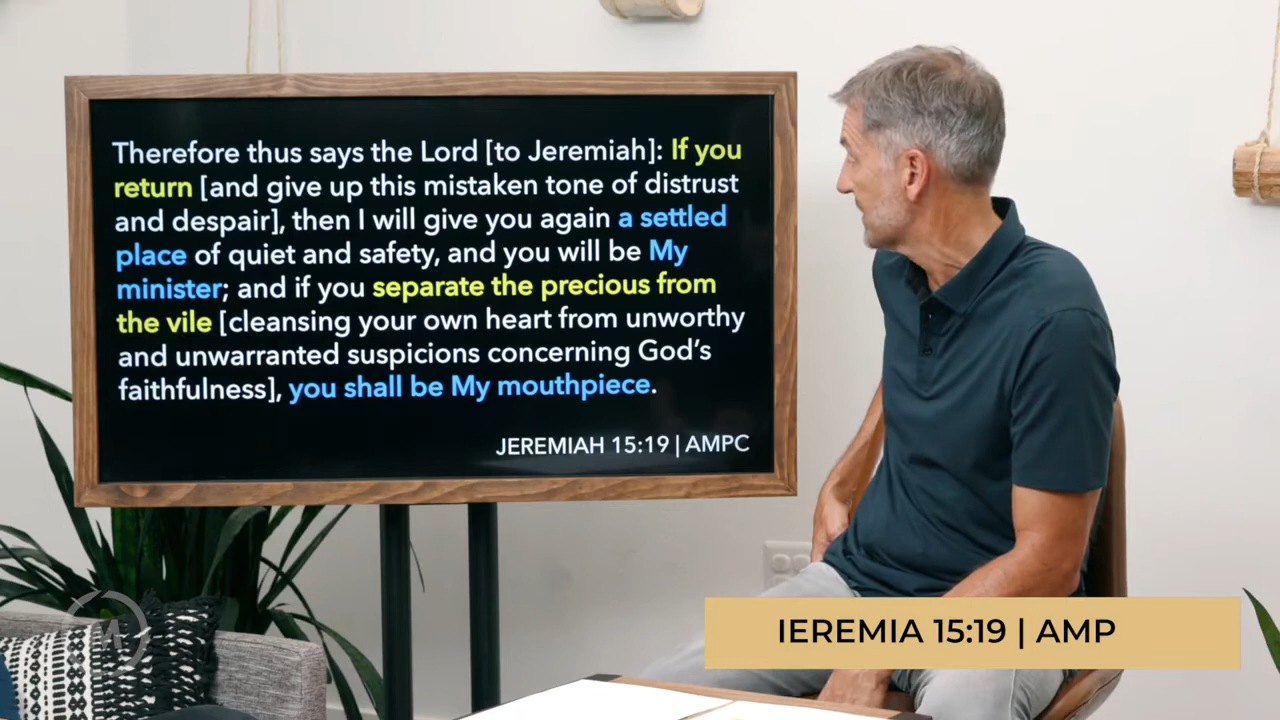 Therefore thus says the Lord [to Jeremiah]: If you
return [and give up this mistaken tone of distrust
and despair], then I will give you again a settled
place of quiet and safety, and you will be My
minister; and if you separate the precious from
the vile [cleansing your own heart from unworthy
and unwarranted suspicions concerning God's
faithfulness], you shall be My mouthpiece.
JEREMIAH 15:19 | AMPC
IEREMIA 15:19 | AMP